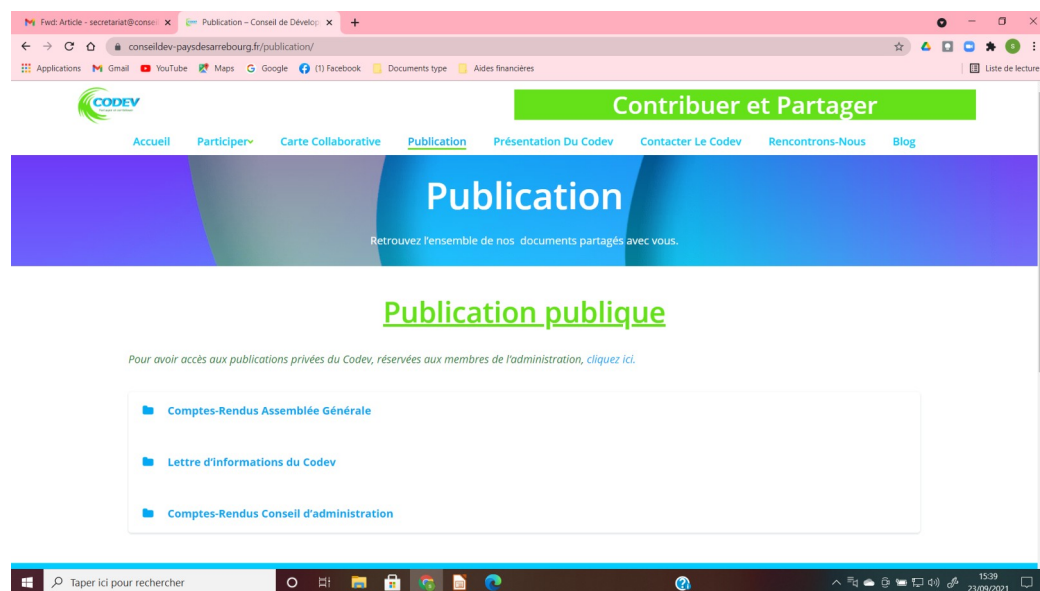 Fwd: Article - secretariat@conseil
Publication – Conseil de Dévelop
conseildev-paysdesarrebourg.fr/publication/
Applications Gmail YouTube Maps Google (1) Facebook Documents type Aides financières Liste de lecture
CODEV
Contribuer et Partager
Accueil Participer Carte Collaborative Publication Présentation Du Codev Contacter Le Codev Rencontrons-Nous Blog
Publication
Retrouvez l'ensemble de nos documents partagés avec vous.
Publication publique
Pour avoir accès aux publications privées du Codev, réservées aux membres de l'administration, cliquez ici.
Comptes-Rendus Assemblée Générale
Lettre d'informations du Codev
Comptes-Rendus Conseil d'administration
Taper ici pour rechercher
15:39
23/09/2021